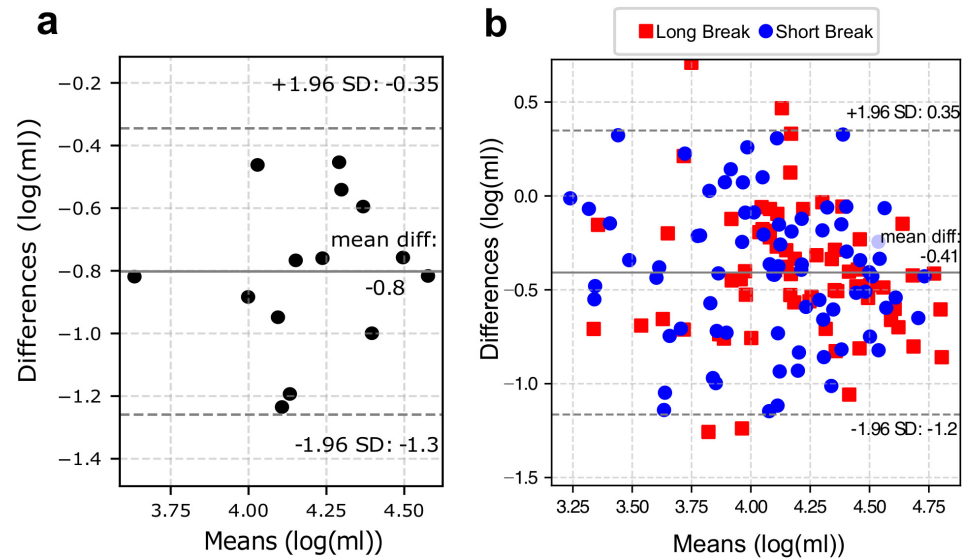 a
−0.2
−0.4
−0.6
−0.8
−1.0
−1.2
−1.4
Differences (log(ml))
+1.96 SD: -0.35
mean diff:
-0.8
-1.96 SD: -1.3
3.75
4.00
4.25
4.50
Means (log(ml))
b
Long Break
Short Break
0.5
0.0
−0.5
−1.0
−1.5
Differences (log(ml))
+1.96 SD: 0.35
mean diff:
-0.41
-1.96 SD: -1.2
3.25
3.50
3.75
4.00
4.25
4.50
4.75
Means (log(ml))